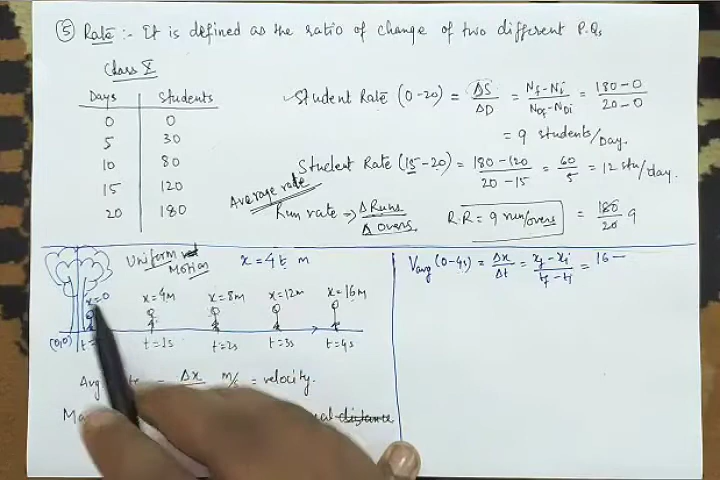 ⑤ Rate :- It is defined as the ratio of change of two different P.Qs
Class X
Days Students
0 0
5 30
10 80
15 120
20 180
Student Rate (0-20) = ΔS/ΔD = (Nf - Ni)/(NDf - NDi) = (180-0)/(20-0)
= 9 students/Day.
Student Rate (15-20) = (180-120)/(20-15) = 60/5 = 12 stu/day.
Average rate
Run rate → ΔRuns/ΔOvers
R.R = 9 run/overs = 180/20 9
Uniform Motion x = 4t m
x=0 x=4m x=8m x=12m x=16m
(0,0) t= t=1s t=2s t=3s t=4s
Avg = Δx m/s = velocity.
distance
Vavg (0-4s) = Δx/Δt = (xf - xi)/(tf - ti) = 16 -